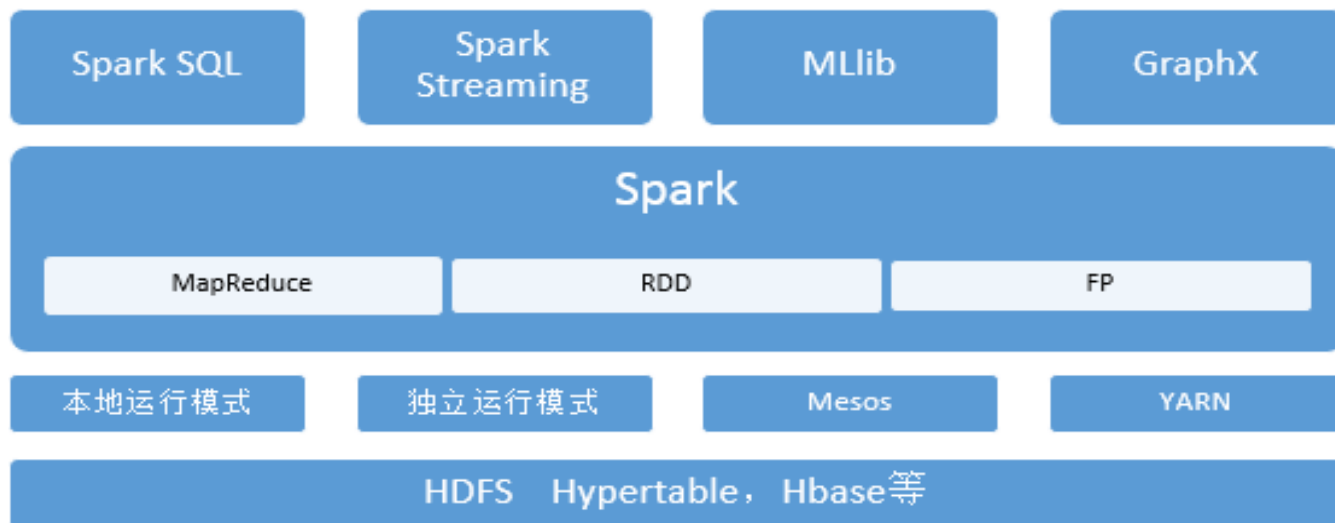 Spark SQL
Spark
Streaming
MLlib
GraphX
Spark
MapReduce
RDD
FP
本地运行模式
独立运行模式
Mesos
YARN
HDFS Hypertable，Hbase等